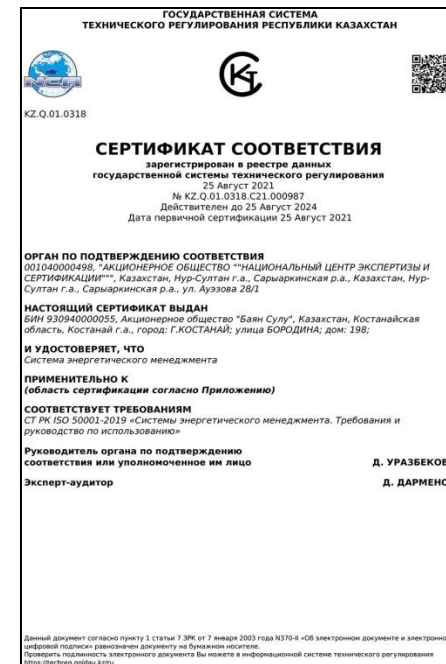 ГОСУДАРСТВЕННАЯ СИСТЕМА
ТЕХНИЧЕСКОГО РЕГУЛИРОВАНИЯ РЕСПУБЛИКИ КАЗАХСТАН
KZ.Q.01.0318
СЕРТИФИКАТ СООТВЕТСТВИЯ
зарегистрирован в реестре данных
государственной системы технического регулирования
25 Август 2021
№ KZ.Q.01.0318.C21.000987
Действителен до 25 Август 2024
Дата первичной сертификации 25 Август 2021
ОРГАН ПО ПОДТВЕРЖДЕНИЮ СООТВЕТСТВИЯ
001040000498, "АКЦИОНЕРНОЕ ОБЩЕСТВО ""НАЦИОНАЛЬНЫЙ ЦЕНТР ЭКСПЕРТИЗЫ И
СЕРТИФИКАЦИИ""", Казахстан, Нур-Султан г.а., Сарыаркинская р.а., Казахстан, Нур-
Султан г.а., Сарыаркинская р.а., ул. Ауэзова 28/1
НАСТОЯЩИЙ СЕРТИФИКАТ ВЫДАН
БИН 930940000055, Акционерное общество "Баян Сулу", Казахстан, Костанайская
область, Костанай г.а., город: Г.КОСТАНАЙ; улица БОРОДИНА; дом: 198;
И УДОСТОВЕРЯЕТ, ЧТО
Система энергетического менеджмента
ПРИМЕНИТЕЛЬНО К
(область сертификации согласно Приложению)
СООТВЕТСТВУЕТ ТРЕБОВАНИЯМ
СТ РК ISO 50001-2019 «Системы энергетического менеджмента. Требования и
руководство по использованию»
Руководитель органа по подтверждению
соответствия или уполномоченное им лицо Д. УРАЗБЕКОВ
Эксперт-аудитор Д. ДАРМЕНО
Данный документ согласно пункту 1 статьи 7 ЗРК от 7 января 2003 года N370-II «Об электронном документе и электронно
цифровой подписи» равнозначен документу на бумажном носителе.
Проверить подлинность электронного документа Вы можете в информационной системе технического регулирования
https://techreg.qoldau.kz/ru